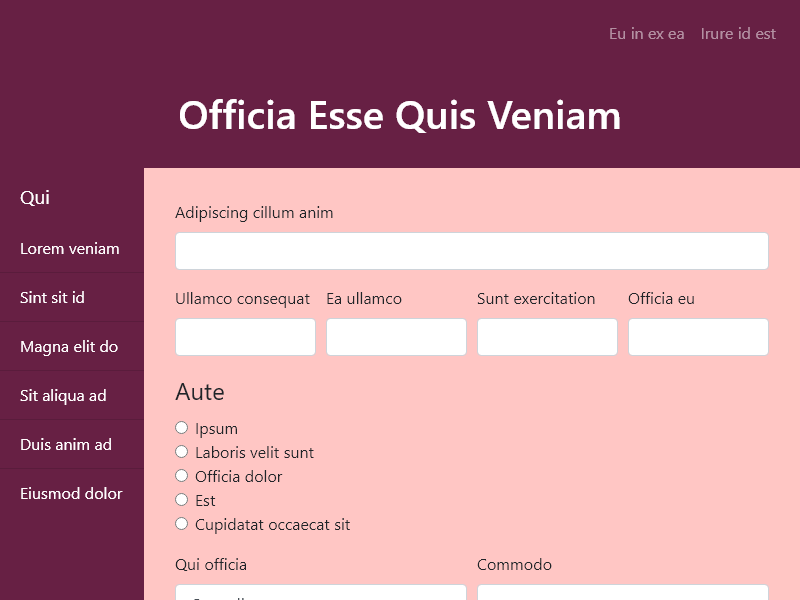 Eu in ex ea Irure id est
Officia Esse Quis Veniam
Qui
Lorem veniam
Sint sit id
Magna elit do
Sit aliqua ad
Duis anim ad
Eiusmod dolor
Adipiscing cillum anim
Ullamco consequat Ea ullamco Sunt exercitation Officia eu
Aute
Ipsum
Laboris velit sunt
Officia dolor
Est
Cupidatat occaecat sit
Qui officia Commodo